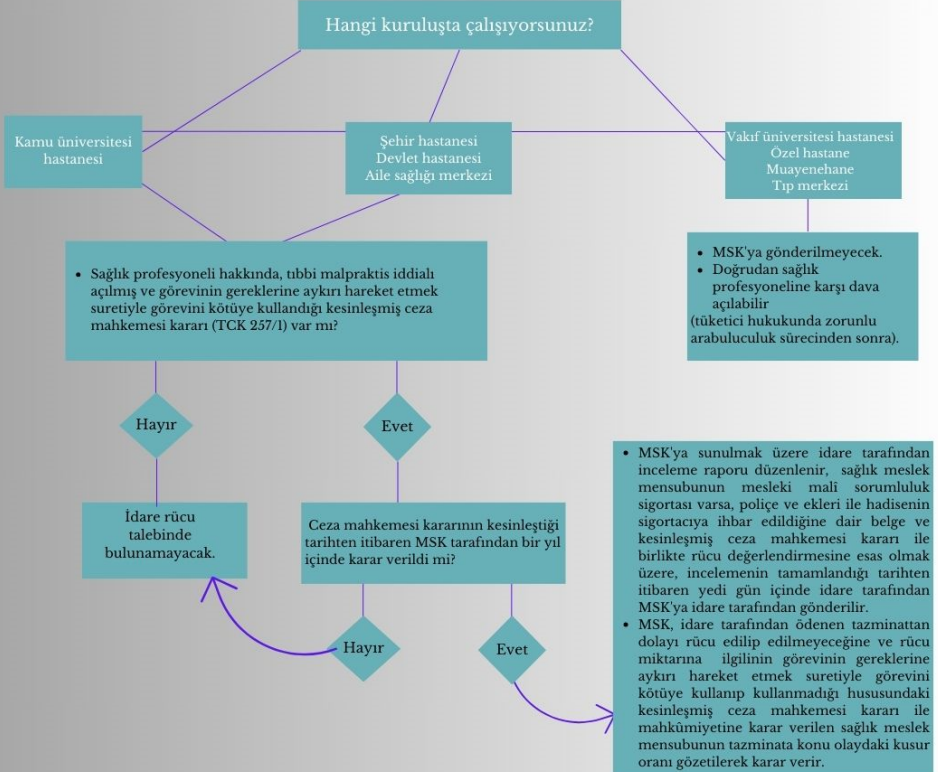 Hangi kuruluşta çalışıyorsunuz?
Kamu üniversitesi
hastanesi
Şehir hastanesi
Devlet hastanesi
Aile sağlığı merkezi
Vakıf üniversitesi hastanesi
Özel hastane
Muayenehane
Tıp merkezi
• Sağlık profesyoneli hakkında, tıbbi malpraktis iddialı
açılmış ve görevinin gereklerine aykırı hareket etmek
suretiyle görevini kötüye kullandığı kesinleşmiş ceza
mahkemesi kararı (TCK 257/1) var mı?
• MSK'ya gönderilmeyecek.
• Doğrudan sağlık
profesyoneline karşı dava
açılabilir
(tüketici hukukunda zorunlu
arabuluculuk sürecinden sonra).
Hayır
Evet
İdare rücu
talebinde
bulunamayacak.
Ceza mahkemesi kararının kesinleştiği
tarihten itibaren MSK tarafından bir yıl
içinde karar verildi mi?
Hayır
Evet
• MSK'ya sunulmak üzere idare tarafından
inceleme raporu düzenlenir, sağlık meslek
mensubunun mesleki malî sorumluluk
sigortası varsa, poliçe ve ekleri ile hadisenin
sigortacıya ihbar edildiğine dair belge ve
kesinleşmiş ceza mahkemesi kararı ile
birlikte rücu değerlendirmesine esas olmak
üzere, incelemenin tamamlandığı tarihten
itibaren yedi gün içinde idare tarafından
MSK'ya idare tarafından gönderilir.
• MSK, idare tarafından ödenen tazminattan
dolayı rücu edilip edilmeyeceğine ve rücu
miktarına ilgilinin görevinin gereklerine
aykırı hareket etmek suretiyle görevini
kötüye kullanıp kullanmadığı hususundaki
kesinleşmiş ceza mahkemesi kararı ile
mahkûmiyetine karar verilen sağlık meslek
mensubunun tazminata konu olaydaki kusur
oranı gözetilerek karar verir.